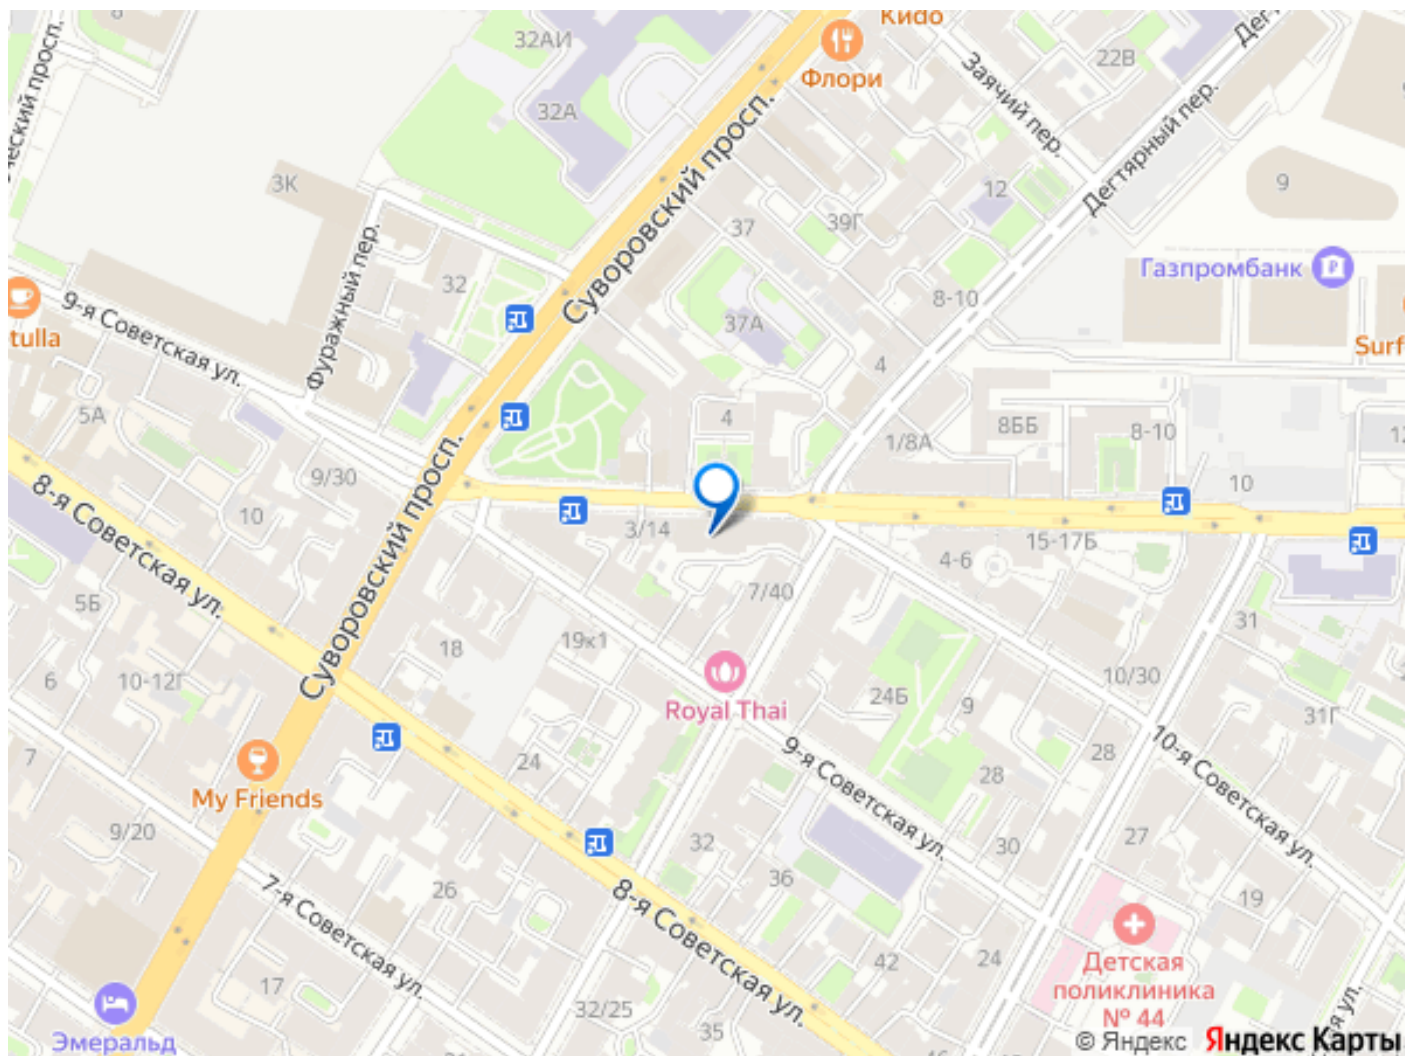 Кидо
32АИ
Флори
22В
Заячий пер.
Дегтярный пер.
32А
Суворовский просп.
3К
12
9
37
39Г
Газпромбанк
Фуражный пер.
32
8-10
9-я Советская ул.
tulla
37А
Surf
4
5А
4
8ББ
8-10
1/8А
9/30
10
8-я Советская ул.
Суворовский просп.
10
3/14
15-17Б
4-6
7/40
5Б
31
19к1
18
6
10-12Г
24Б
9
10/30
31Г
Royal Thai
7
24
28
28
10-я Советская ул.
My Friends
9-я Советская ул.
9/20
32
30
27
26
36
19
7-я Советская ул.
8-я Советская ул.
42
24
17
Детская
поликлиника
№ 44
32/25
35
Эмеральд
© Яндекс Яндекс Карты